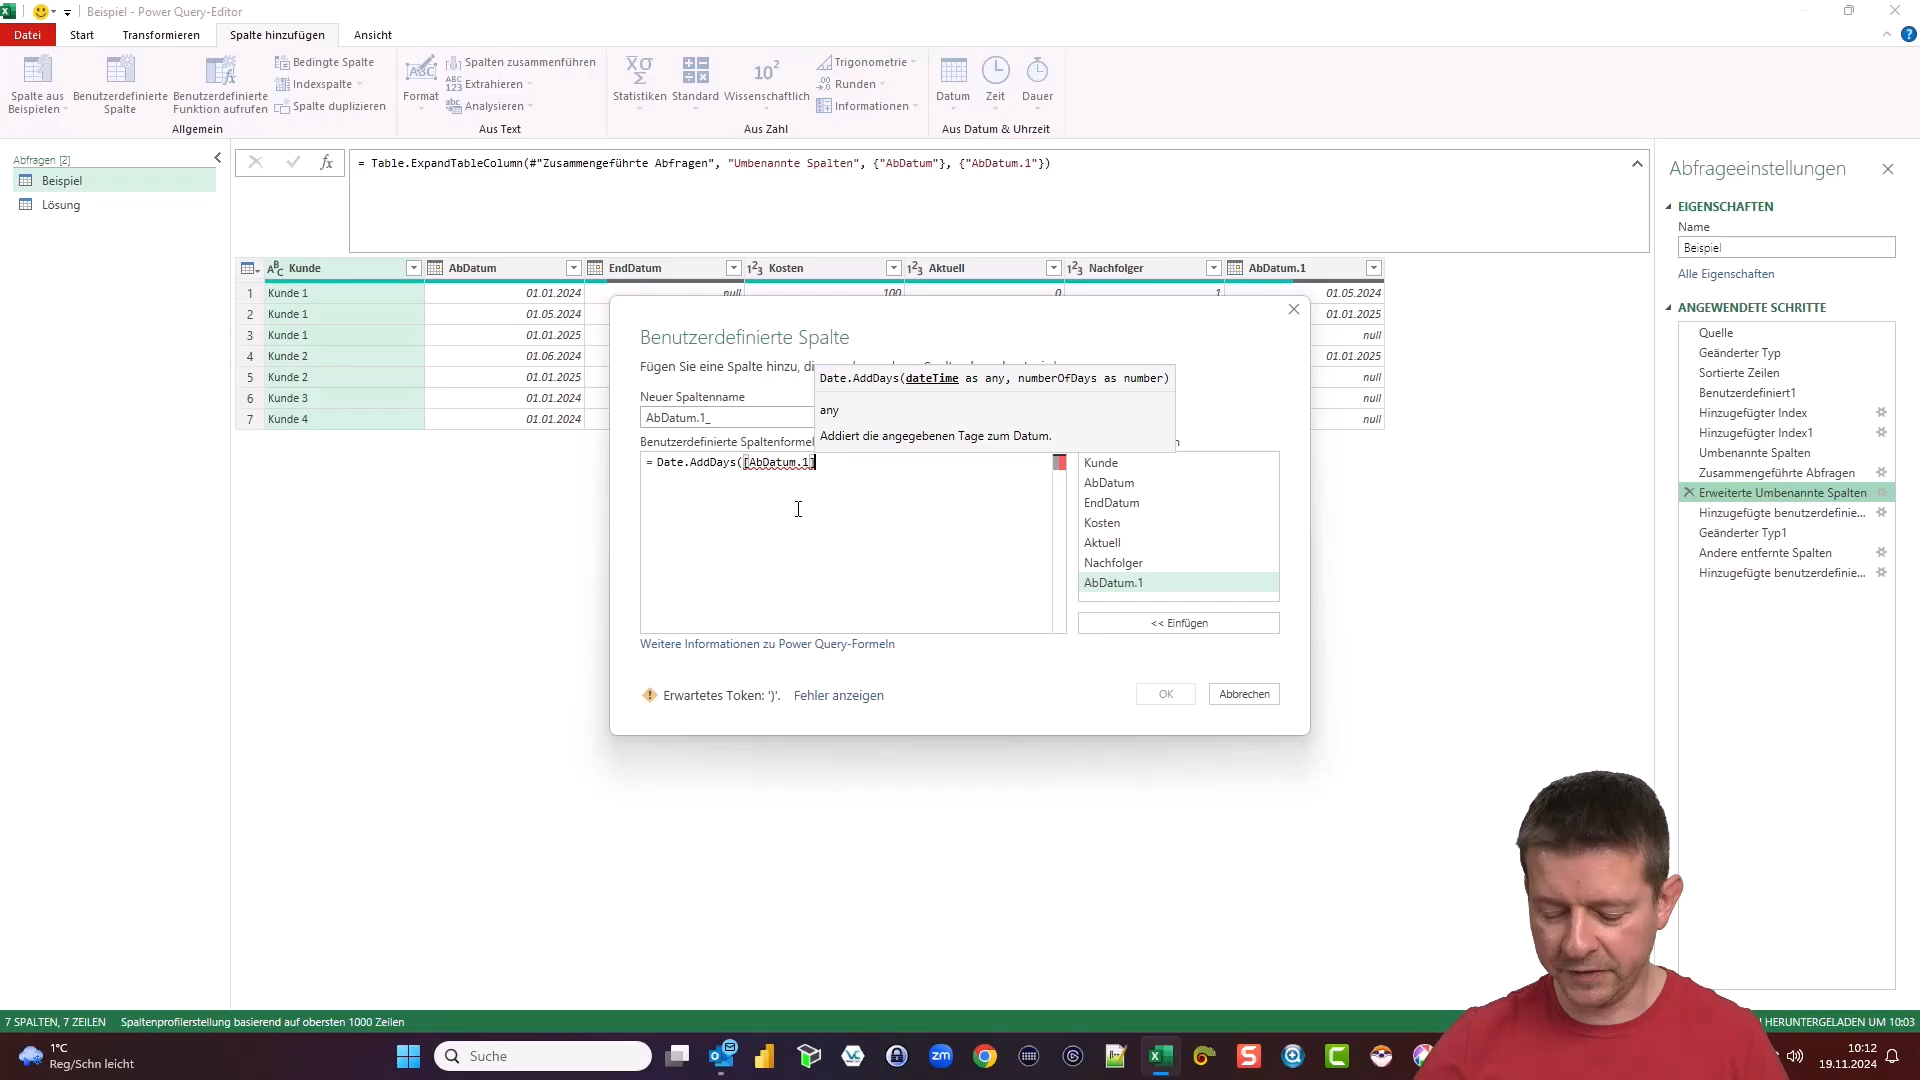 Beispiel - Power Query-Editor
Datei Start Transformieren Spalte hinzufügen Ansicht
Spalte aus Beispielen
Benutzerdefinierte Spalte
Benutzerdefinierte Funktion aufrufen
Bedingte Spalte
Indexspalte
Spalte duplizieren
Allgemein
Format
Spalten zusammenführen
Extrahieren
Analysieren
Aus Text
Statistiken
Standard
Wissenschaftlich
Trigonometrie
Runden
Informationen
Aus Zahl
Datum
Zeit
Dauer
Aus Datum & Uhrzeit
Abfragen [2]
Beispiel
Lösung
= Table.ExpandTableColumn(#"Zusammengeführte Abfragen", "Umbenannte Spalten", {"AbDatum"}, {"AbDatum.1"})
Kunde AbDatum EndDatum Kosten Aktuell Nachfolger AbDatum.1
1 Kunde 1 01.01.2024 null 100 0 1 01.05.2024
2 Kunde 1 01.05.2024 01.01.2025
3 Kunde 1 01.01.2025 null
4 Kunde 2 01.06.2024 01.01.2025
5 Kunde 2 01.01.2025 null
6 Kunde 3 01.01.2024 null
7 Kunde 4 01.01.2024 null
Benutzerdefinierte Spalte
Fügen Sie eine Spalte hinzu,
Date.AddDays(dateTime as any, numberOfDays as number)
any
Addiert die angegebenen Tage zum Datum.
Neuer Spaltenname
AbDatum.1_
Benutzerdefinierte Spaltenformel
= Date.AddDays([AbDatum.1]
Kunde
AbDatum
EndDatum
Kosten
Aktuell
Nachfolger
AbDatum.1
<< Einfügen
Weitere Informationen zu Power Query-Formeln
Erwartetes Token: ')'. Fehler anzeigen
OK Abbrechen
Abfrageeinstellungen
EIGENSCHAFTEN
Name
Beispiel
Alle Eigenschaften
ANGEWENDETE SCHRITTE
Quelle
Geänderter Typ
Sortierte Zeilen
Benutzerdefiniert1
Hinzugefügter Index
Hinzugefügter Index1
Umbenannte Spalten
Zusammengeführte Abfragen
Erweiterte Umbenannte Spalten
Hinzugefügte benutzerdefinie...
Geänderter Typ1
Andere entfernte Spalten
Hinzugefügte benutzerdefinie...
7 SPALTEN, 7 ZEILEN Spaltenprofilerstellung basierend auf obersten 1000 Zeilen
HERUNTERGELADEN UM 10:03
1°C
Reg/Schn leicht
Suche
10:12
19.11.2024